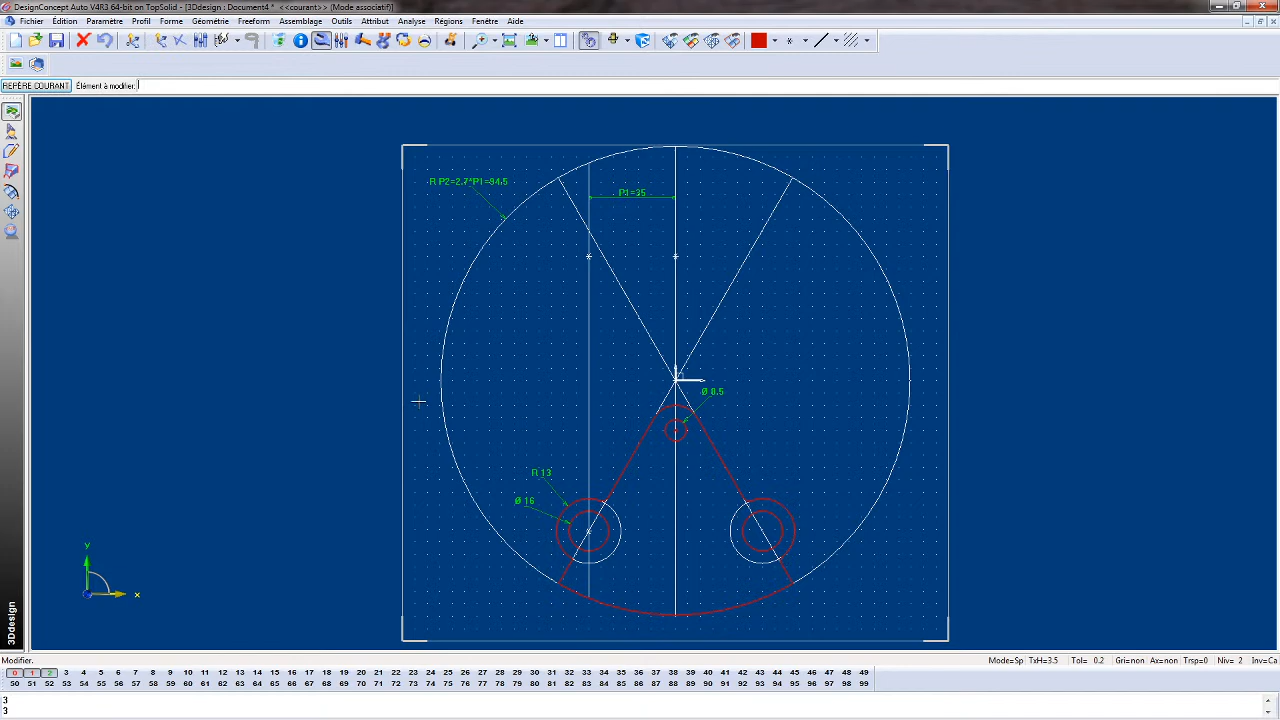 DesignConcept Auto V4R3 64-bit on TopSolid - [3Ddesign : Document4 * <<courant>> (Mode associatif)]
Fichier Édition Paramètre Profil Forme Géométrie Freeform Assemblage Outils Attribut Analyse Régions Fenêtre Aide
REPÈRE COURANT Élément à modifier:
R P2=2.7*P1=94.5
P1=35
Ø 8.5
R 13
Ø 16
y
x
3Ddesign
Modifier. Mode=Sp TxH=3.5 Tol= 0.2 Gri=non Ax=non Trsp=0 Niv= 2 Inv=Ca
0 1 2 3 4 5 6 7 8 9 10 11 12 13 14 15 16 17 18 19 20 21 22 23 24 25 26 27 28 29 30 31 32 33 34 35 36 37 38 39 40 41 42 43 44 45 46 47 48 49
50 51 52 53 54 55 56 57 58 59 60 61 62 63 64 65 66 67 68 69 70 71 72 73 74 75 76 77 78 79 80 81 82 83 84 85 86 87 88 89 90 91 92 93 94 95 96 97 98 99
3
3